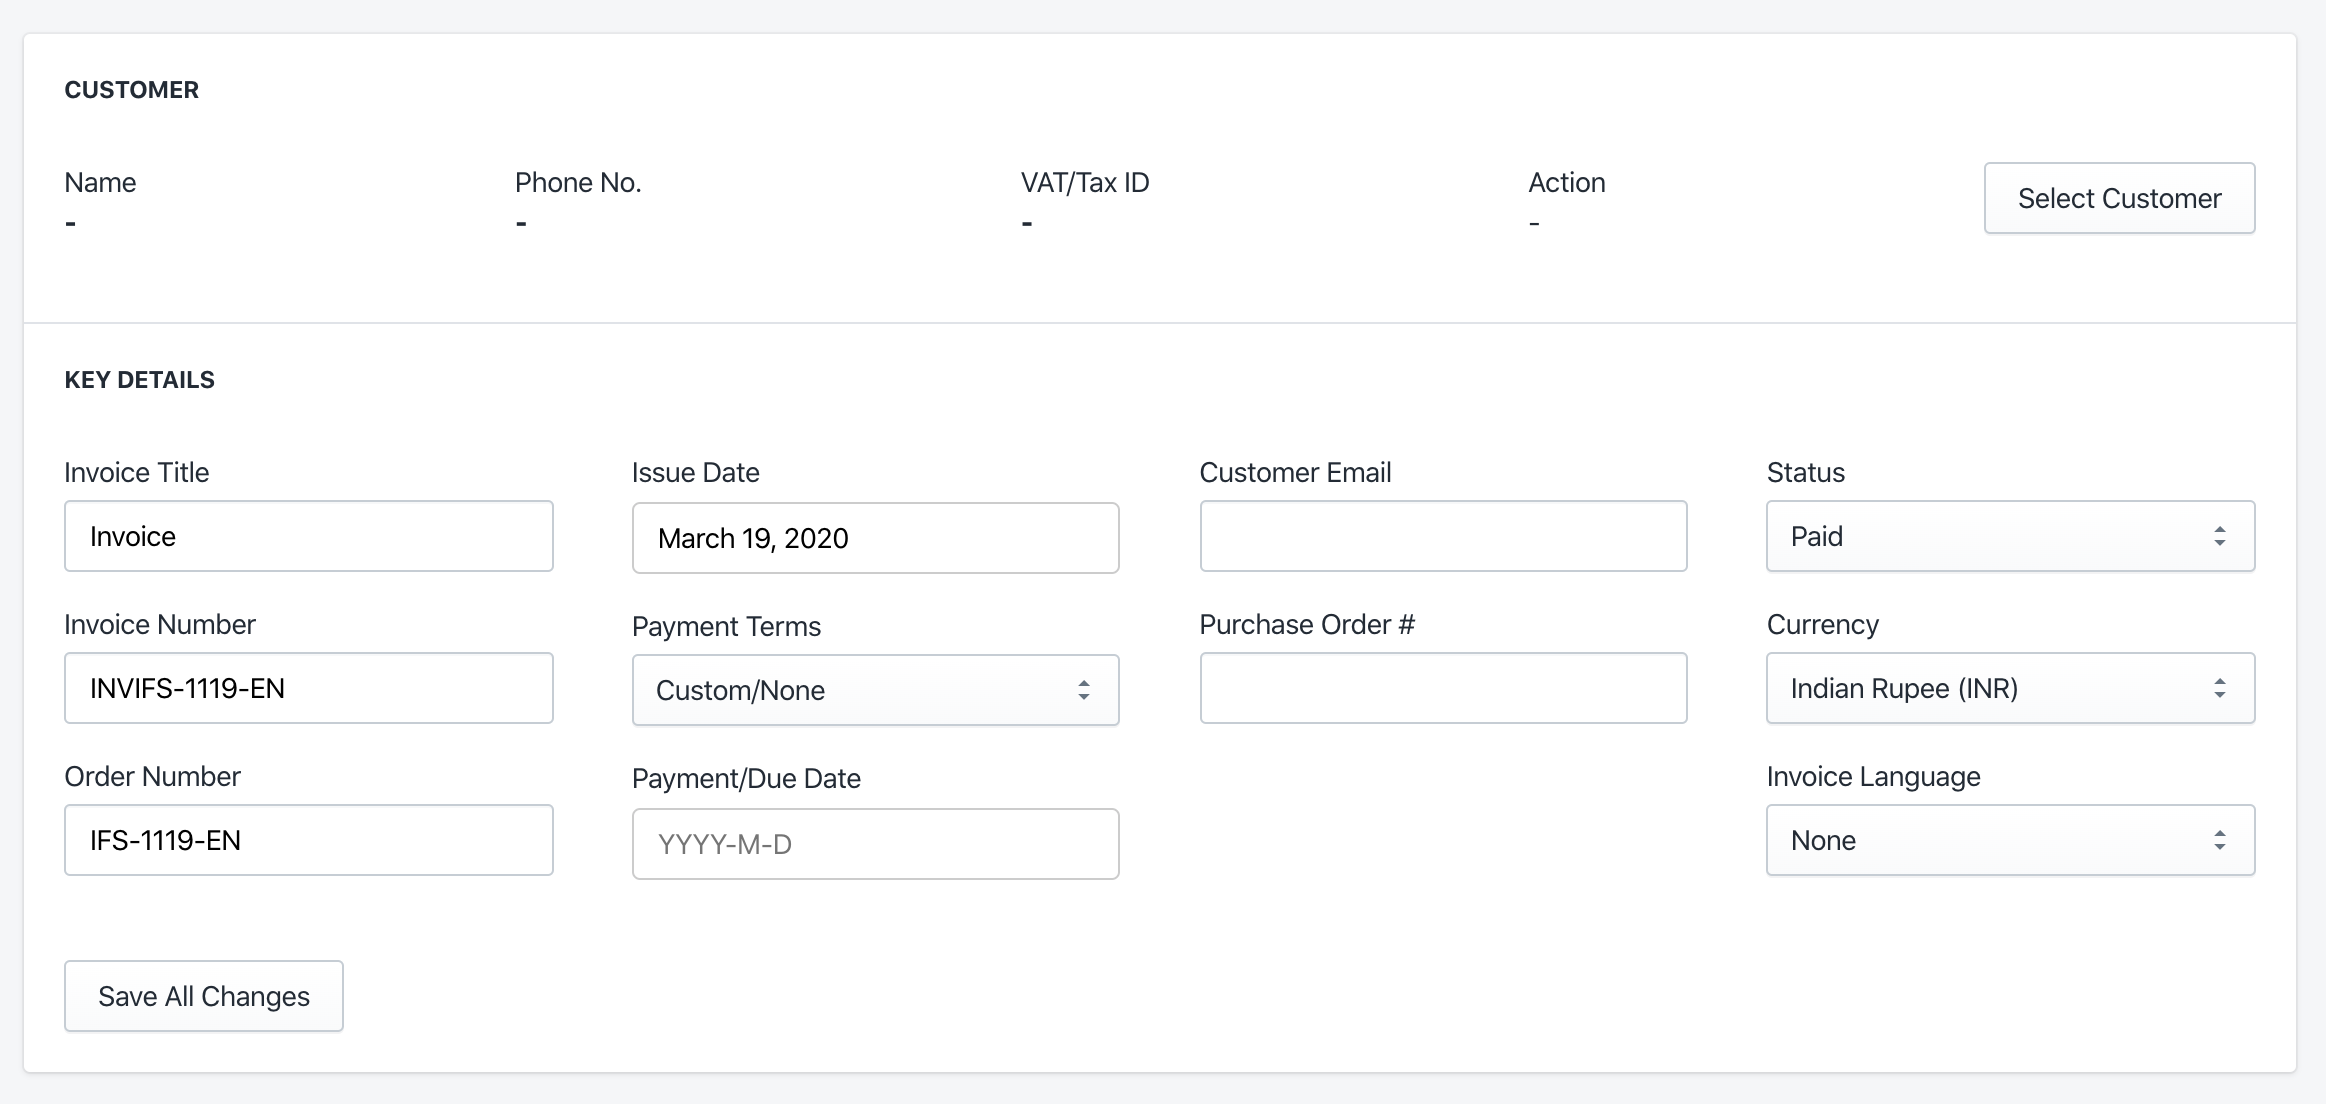 CUSTOMER
Name
-
Phone No.
-
VAT/Tax ID
-
Action
-
Select Customer
KEY DETAILS
Invoice Title
Invoice
Issue Date
March 19, 2020
Customer Email
Status
Paid
Invoice Number
INVIFS-1119-EN
Payment Terms
Custom/None
Purchase Order #
Currency
Indian Rupee (INR)
Order Number
IFS-1119-EN
Payment/Due Date
YYYY-M-D
Invoice Language
None
Save All Changes